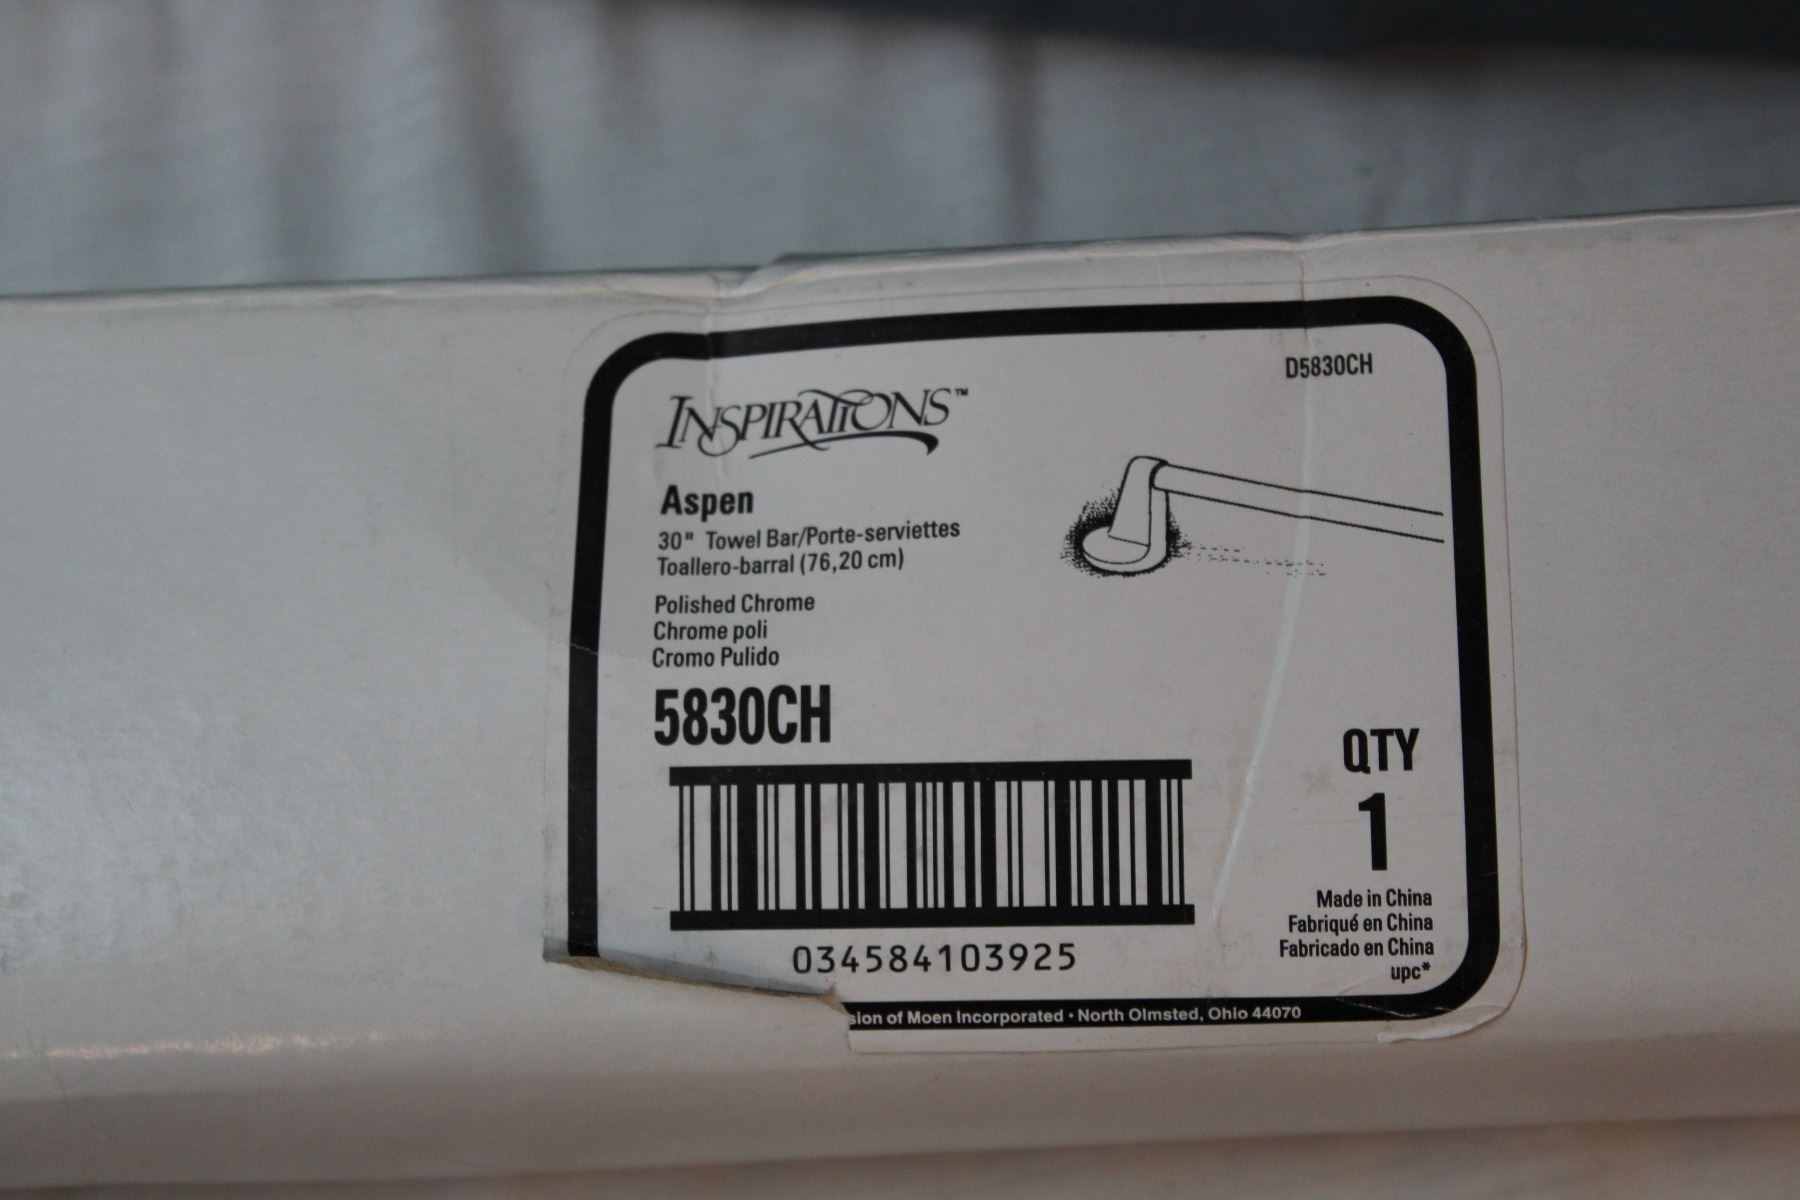 D5830CH
INSPIRATIONS™
Aspen
30" Towel Bar/Porte-serviettes
Toallero-barral (76,20 cm)
Polished Chrome
Chrome poli
Cromo Pulido
5830CH
QTY
1
034584103925
Made in China
Fabriqué en China
Fabricado en China
upc*
sion of Moen Incorporated • North Olmsted, Ohio 44070